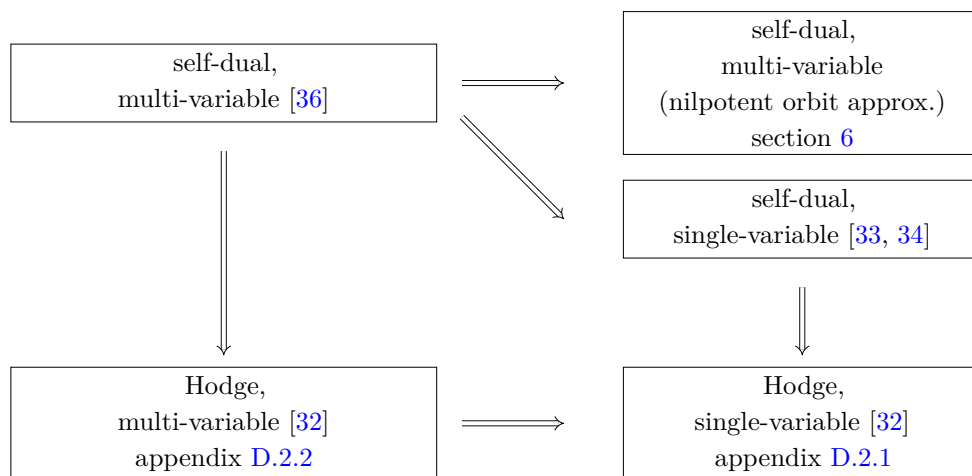 self-dual,
multi-variable [36]
self-dual,
multi-variable
(nilpotent orbit approx.)
section 6
self-dual,
single-variable [33, 34]
Hodge,
multi-variable [32]
appendix D.2.2
Hodge,
single-variable [32]
appendix D.2.1